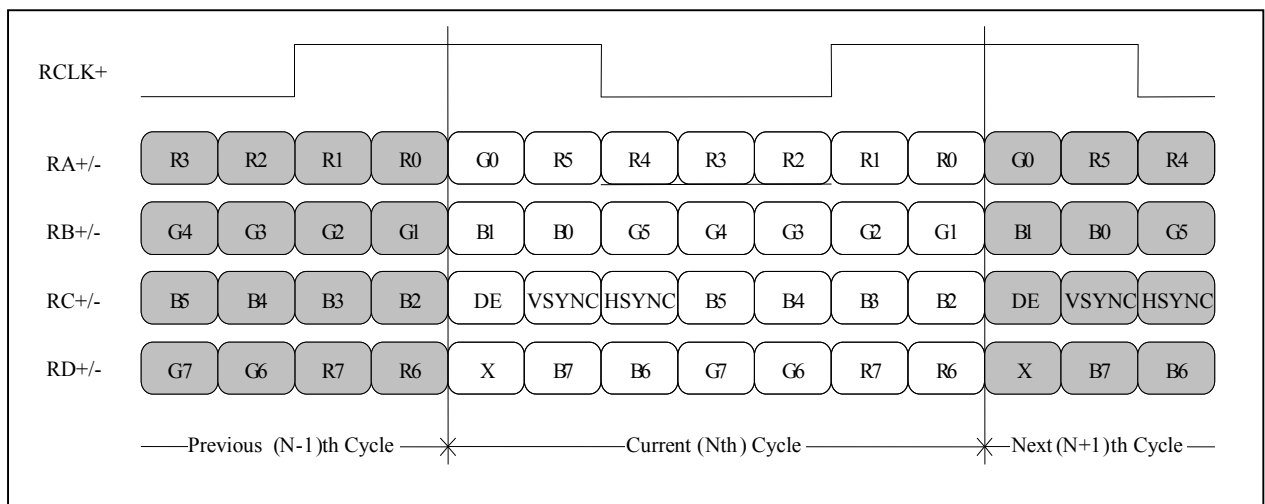 RCLK+
RA+/- R3 R2 R1 R0 G0 R5 R4 R3 R2 R1 R0 G0 R5 R4
RB+/- G4 G3 G2 G1 B1 B0 G5 G4 G3 G2 G1 B1 B0 G5
RC+/- B5 B4 B3 B2 DE VSYNC HSYNC B5 B4 B3 B2 DE VSYNC HSYNC
RD+/- G7 G6 R7 R6 X B7 B6 G7 G6 R7 R6 X B7 B6
Previous (N-1)th Cycle Current (Nth) Cycle Next (N+1)th Cycle